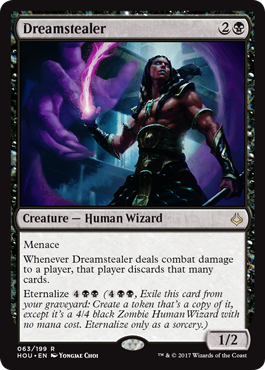 Dreamstealer 2
Creature — Human Wizard
Menace
Whenever Dreamstealer deals combat damage
to a player, that player discards that many
cards.
Eternalize 4 (4, Exile this card from
your graveyard: Create a token that's a copy of it,
except it's a 4/4 black Zombie Human Wizard with
no mana cost. Eternalize only as a sorcery.)
1/2
063/199 R
HOU • EN YONGJAE CHOI
™ & © 2017 Wizards of the Coast